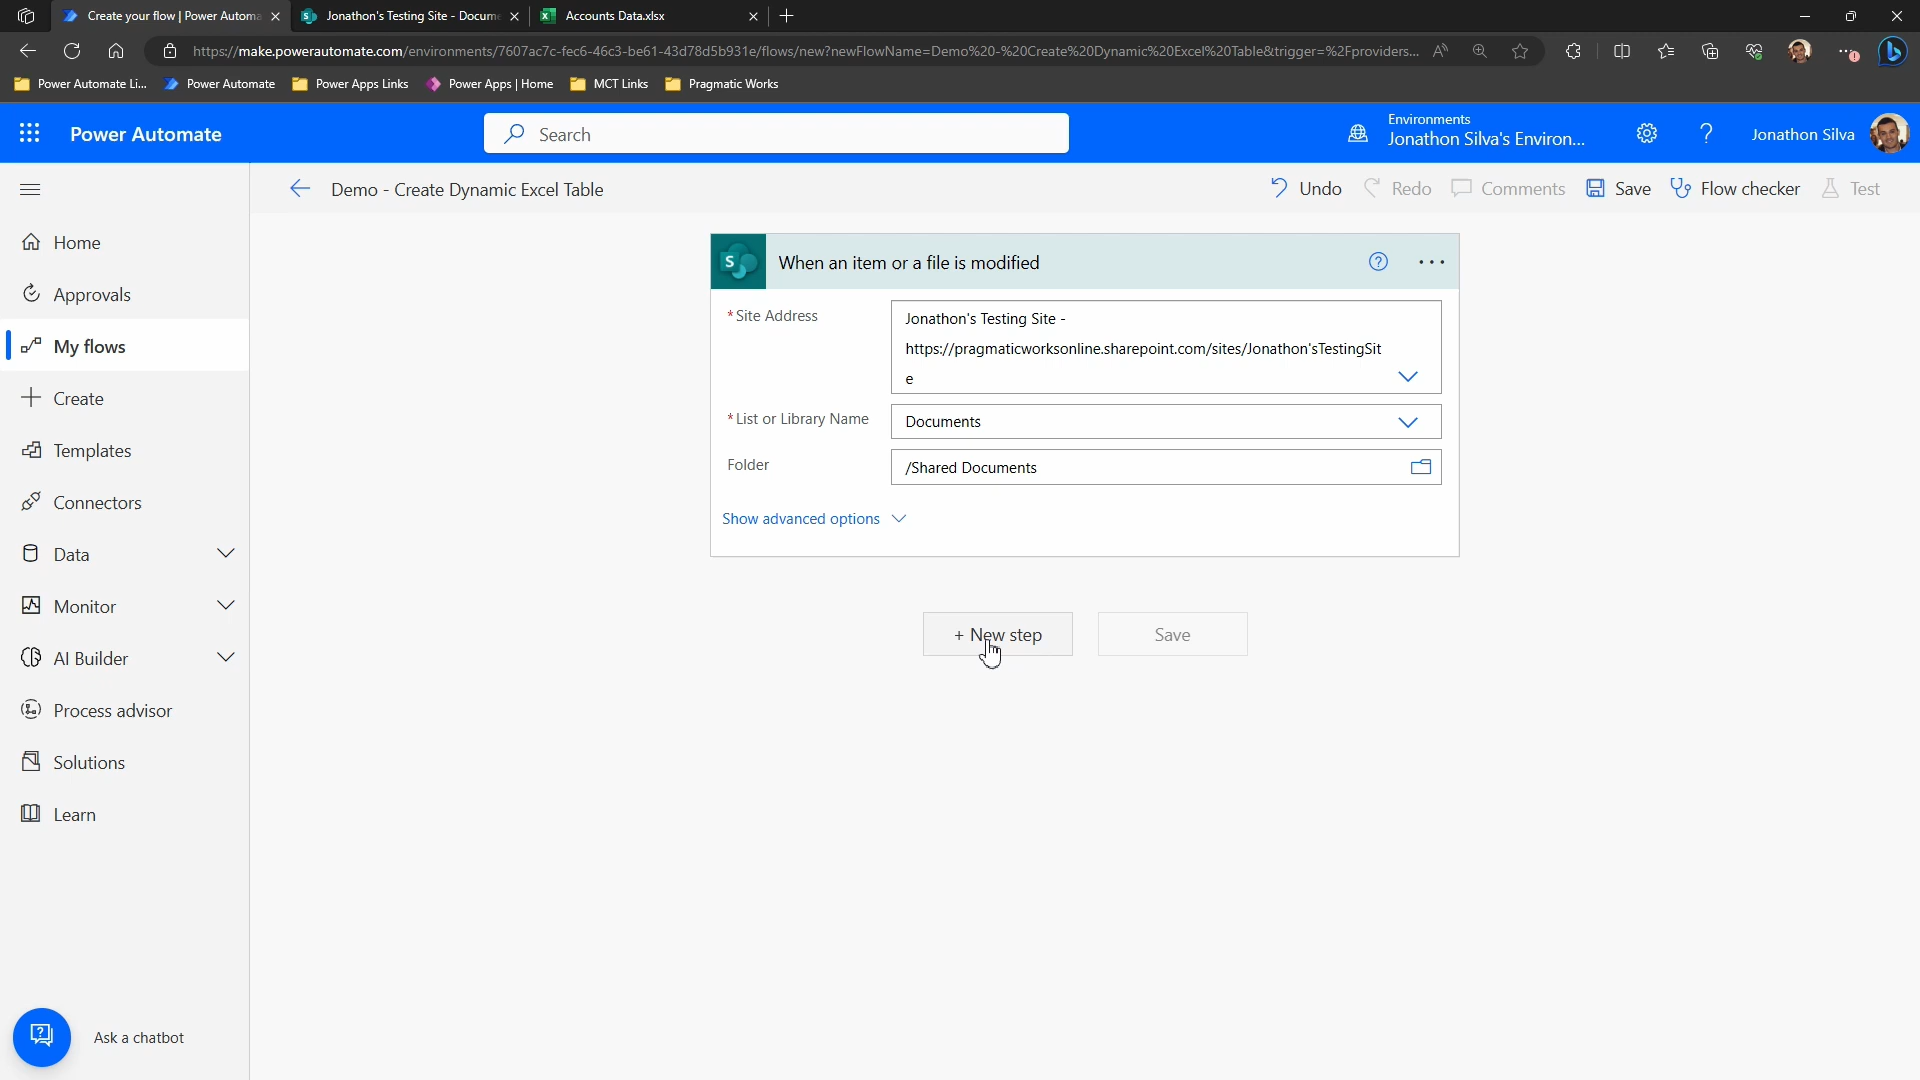 Create your flow | Power Automa
Jonathon's Testing Site - Docume
Accounts Data.xlsx
https://make.powerautomate.com/environments/7607ac7c-fec6-46c3-be61-43d78d5b931e/flows/new?newFlowName=Demo%20-%20Create%20Dynamic%20Excel%20Table&trigger=%2Fproviders...
Power Automate Li...
Power Automate
Power Apps Links
Power Apps | Home
MCT Links
Pragmatic Works
Power Automate
Search
Environments
Jonathon Silva's Environ...
Jonathon Silva
Demo - Create Dynamic Excel Table
Undo
Redo
Comments
Save
Flow checker
Test
Home
Approvals
My flows
Create
Templates
Connectors
Data
Monitor
AI Builder
Process advisor
Solutions
Learn
Ask a chatbot
S
When an item or a file is modified
* Site Address
Jonathon's Testing Site -
https://pragmaticworksonline.sharepoint.com/sites/Jonathon'sTestingSit
e
* List or Library Name
Documents
Folder
/Shared Documents
Show advanced options
+ New step
Save